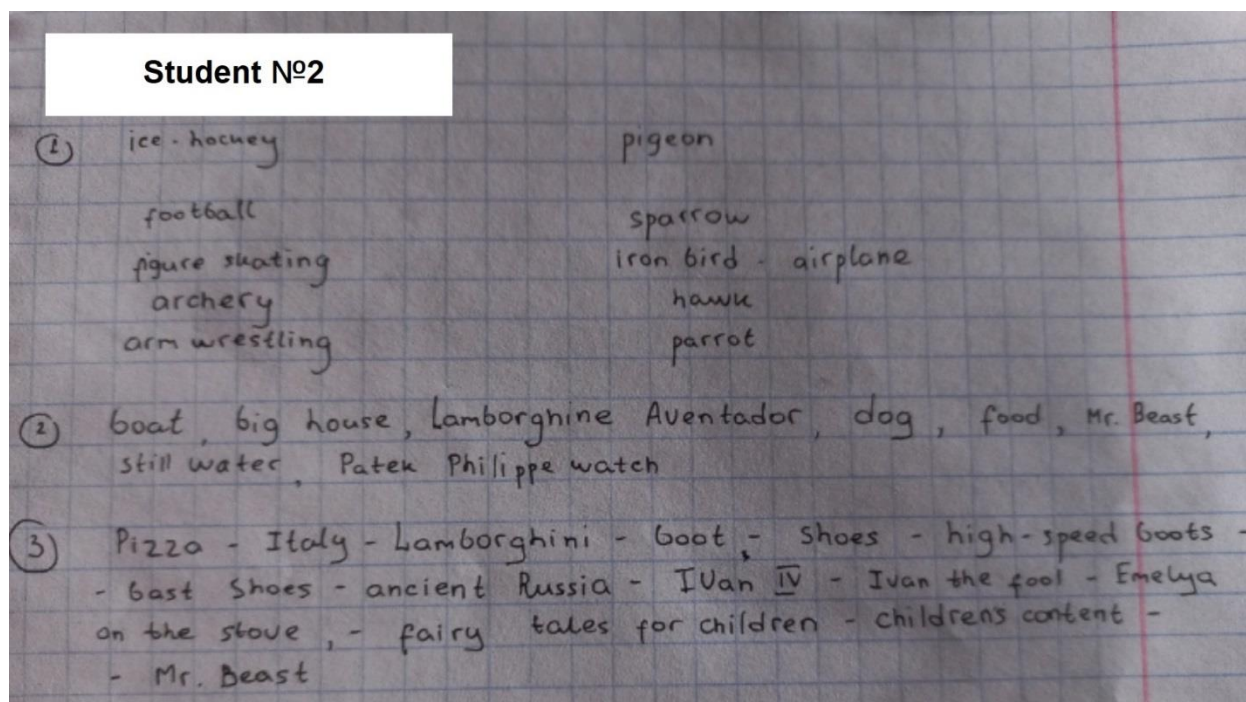 Student №2
① ice-hockey pigeon
football sparrow
figure skating iron bird - airplane
archery hawk
arm wrestling parrot
② boat, big house, Lamborghine Aventador, dog, food, Mr. Beast,
still water, Patek Philippe watch
③ Pizza - Italy - Lamborghini - boot, - shoes - high-speed boots -
- bast Shoes - ancient Russia - IVan IV - Ivan the fool - Emelya
on the stove, - fairy tales for children - childrens content -
- Mr. Beast